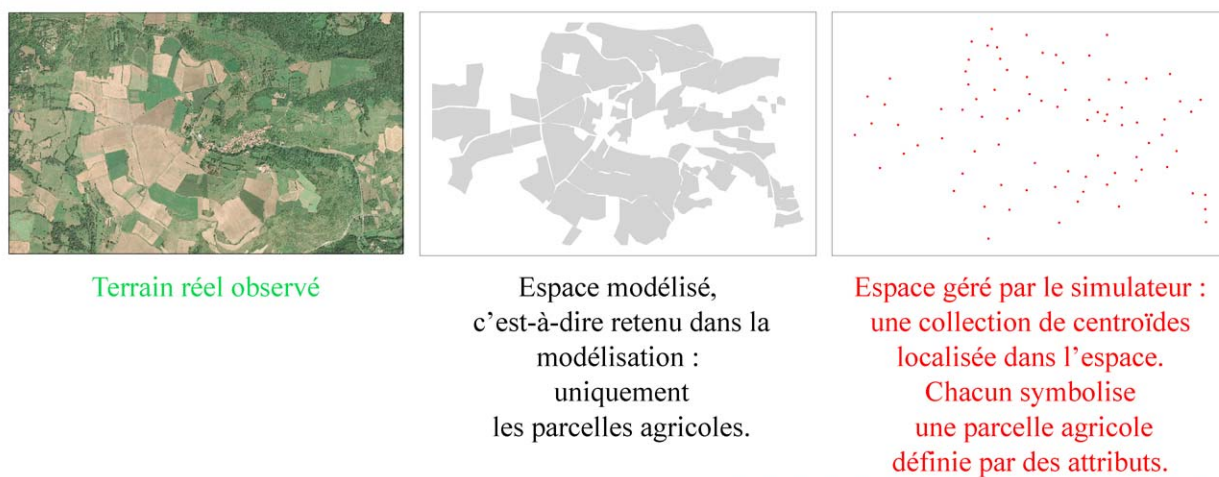 Terrain réel observé
Espace modélisé,
c’est-à-dire retenu dans la
modélisation :
uniquement
les parcelles agricoles.
Espace géré par le simulateur :
une collection de centroïdes
localisée dans l’espace.
Chacun symbolise
une parcelle agricole
définie par des attributs.